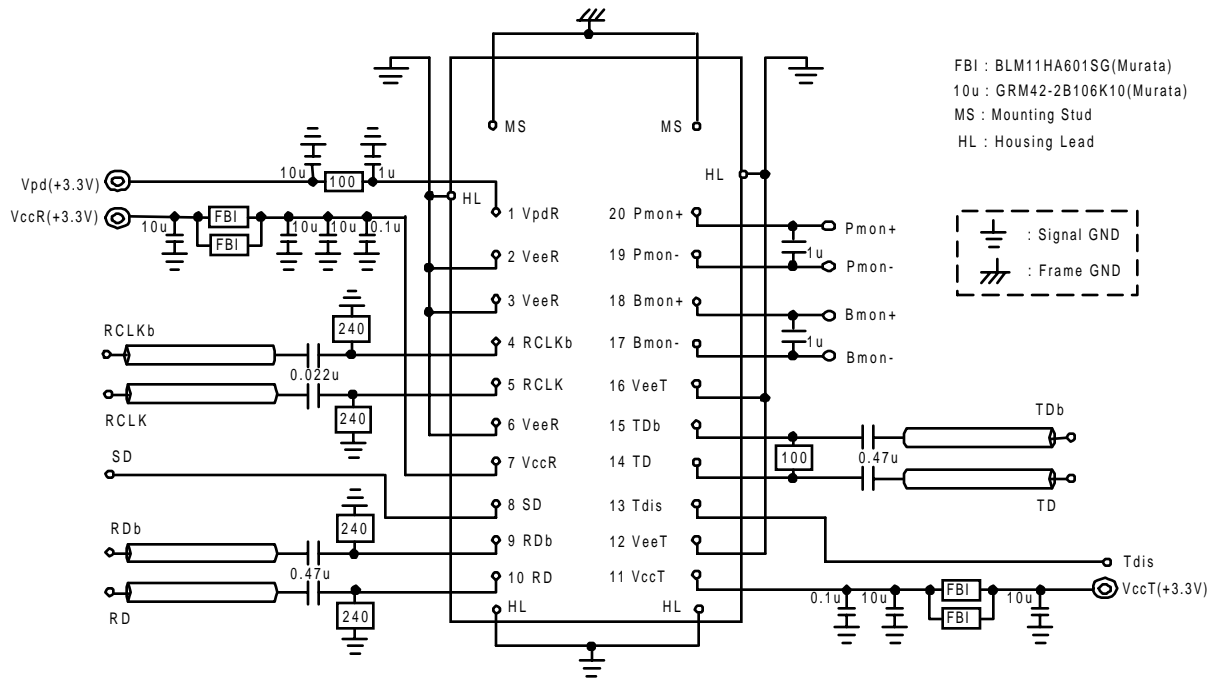 FBI : BLM11HA601SG(Murata)
10u : GRM42-2B106K10(Murata)
MS : Mounting Stud
HL : Housing Lead
: Signal GND
: Frame GND
MS
MS
HL
HL
10u
100
1u
Vpd(+3.3V)
VccR(+3.3V)
10u
FBI
FBI
10u
10u
0.1u
1 VpdR
2 VeeR
3 VeeR
4 RCLKb
5 RCLK
6 VeeR
7 VccR
8 SD
9 RDb
10 RD
HL
20 Pmon+
19 Pmon-
18 Bmon+
17 Bmon-
16 VeeT
15 TDb
14 TD
13 Tdis
12 VeeT
11 VccT
HL
RCLKb
240
0.022u
RCLK
240
SD
RDb
240
0.47u
RD
240
Pmon+
1u
Pmon-
Bmon+
1u
Bmon-
TDb
100
0.47u
TD
Tdis
VccT(+3.3V)
0.1u
10u
FBI
FBI
10u